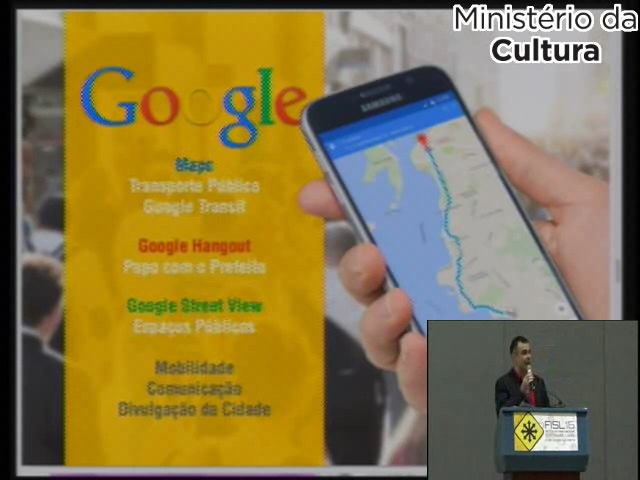 Ministério da
Cultura
Google
SAMSUNG
Maps
Transporte Público
Google Transit
Google Hangout
Papo com o Prefeito
Google Street View
Espaços Públicos
Mobilidade
Comunicação
Divulgação da Cidade
FISL16